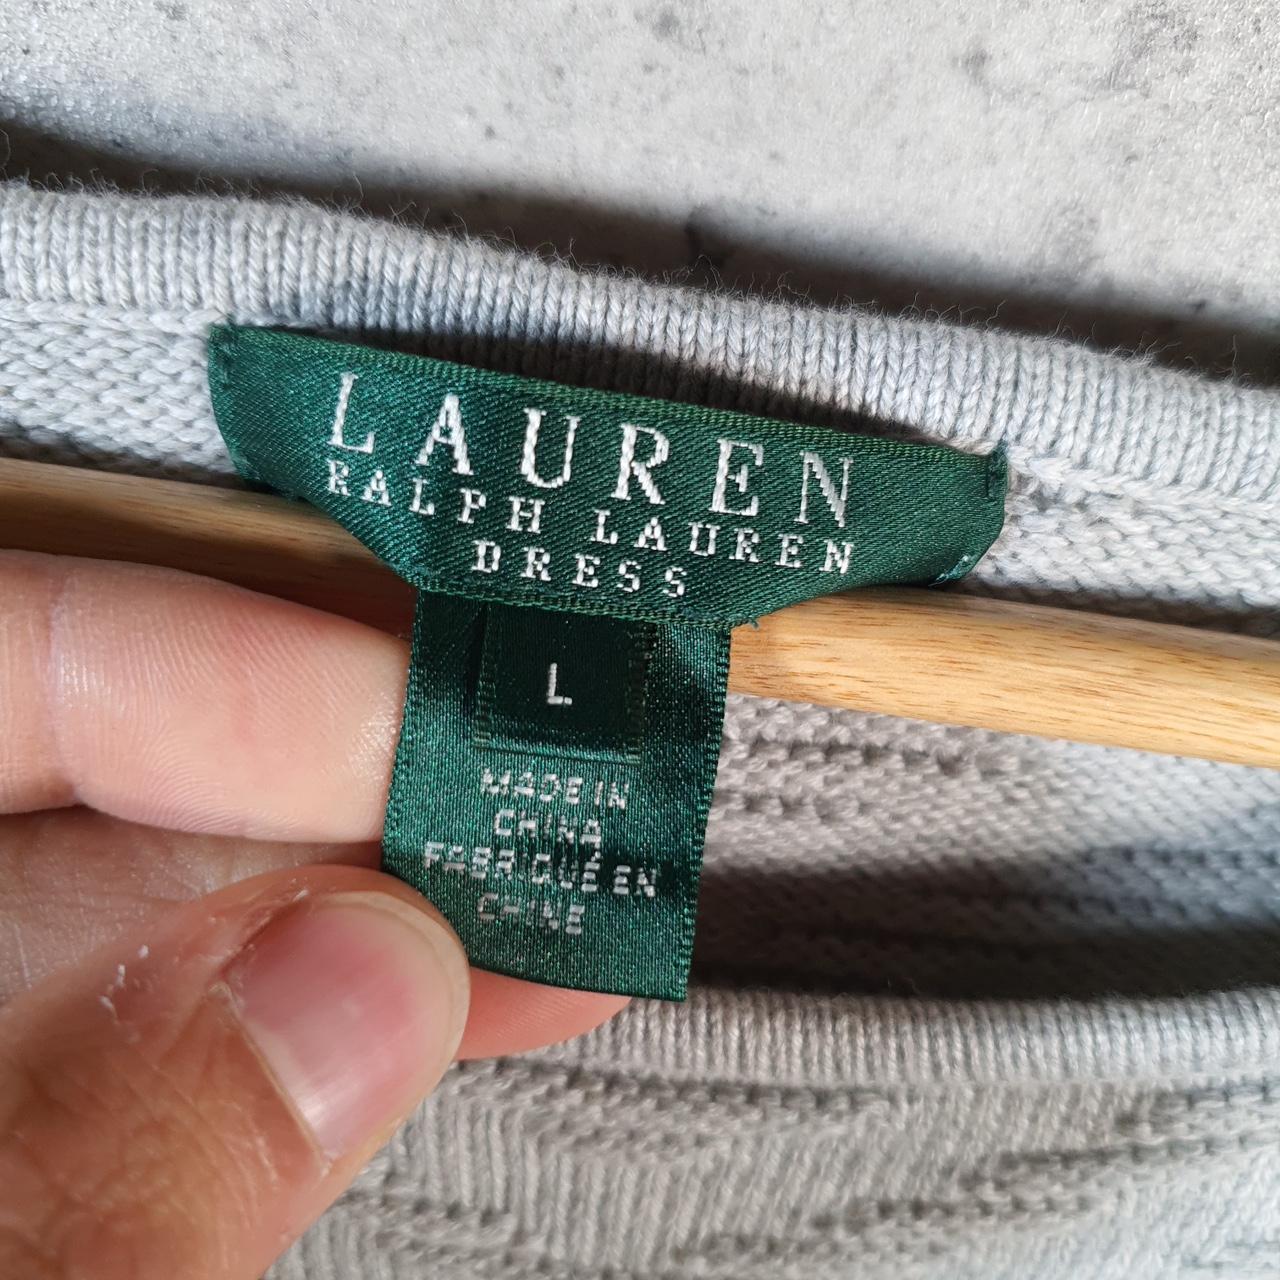 LAUREN
RALPH LAUREN
DRESS
L
MADE IN
CHINA
FABRIQUÉ EN
CHINE